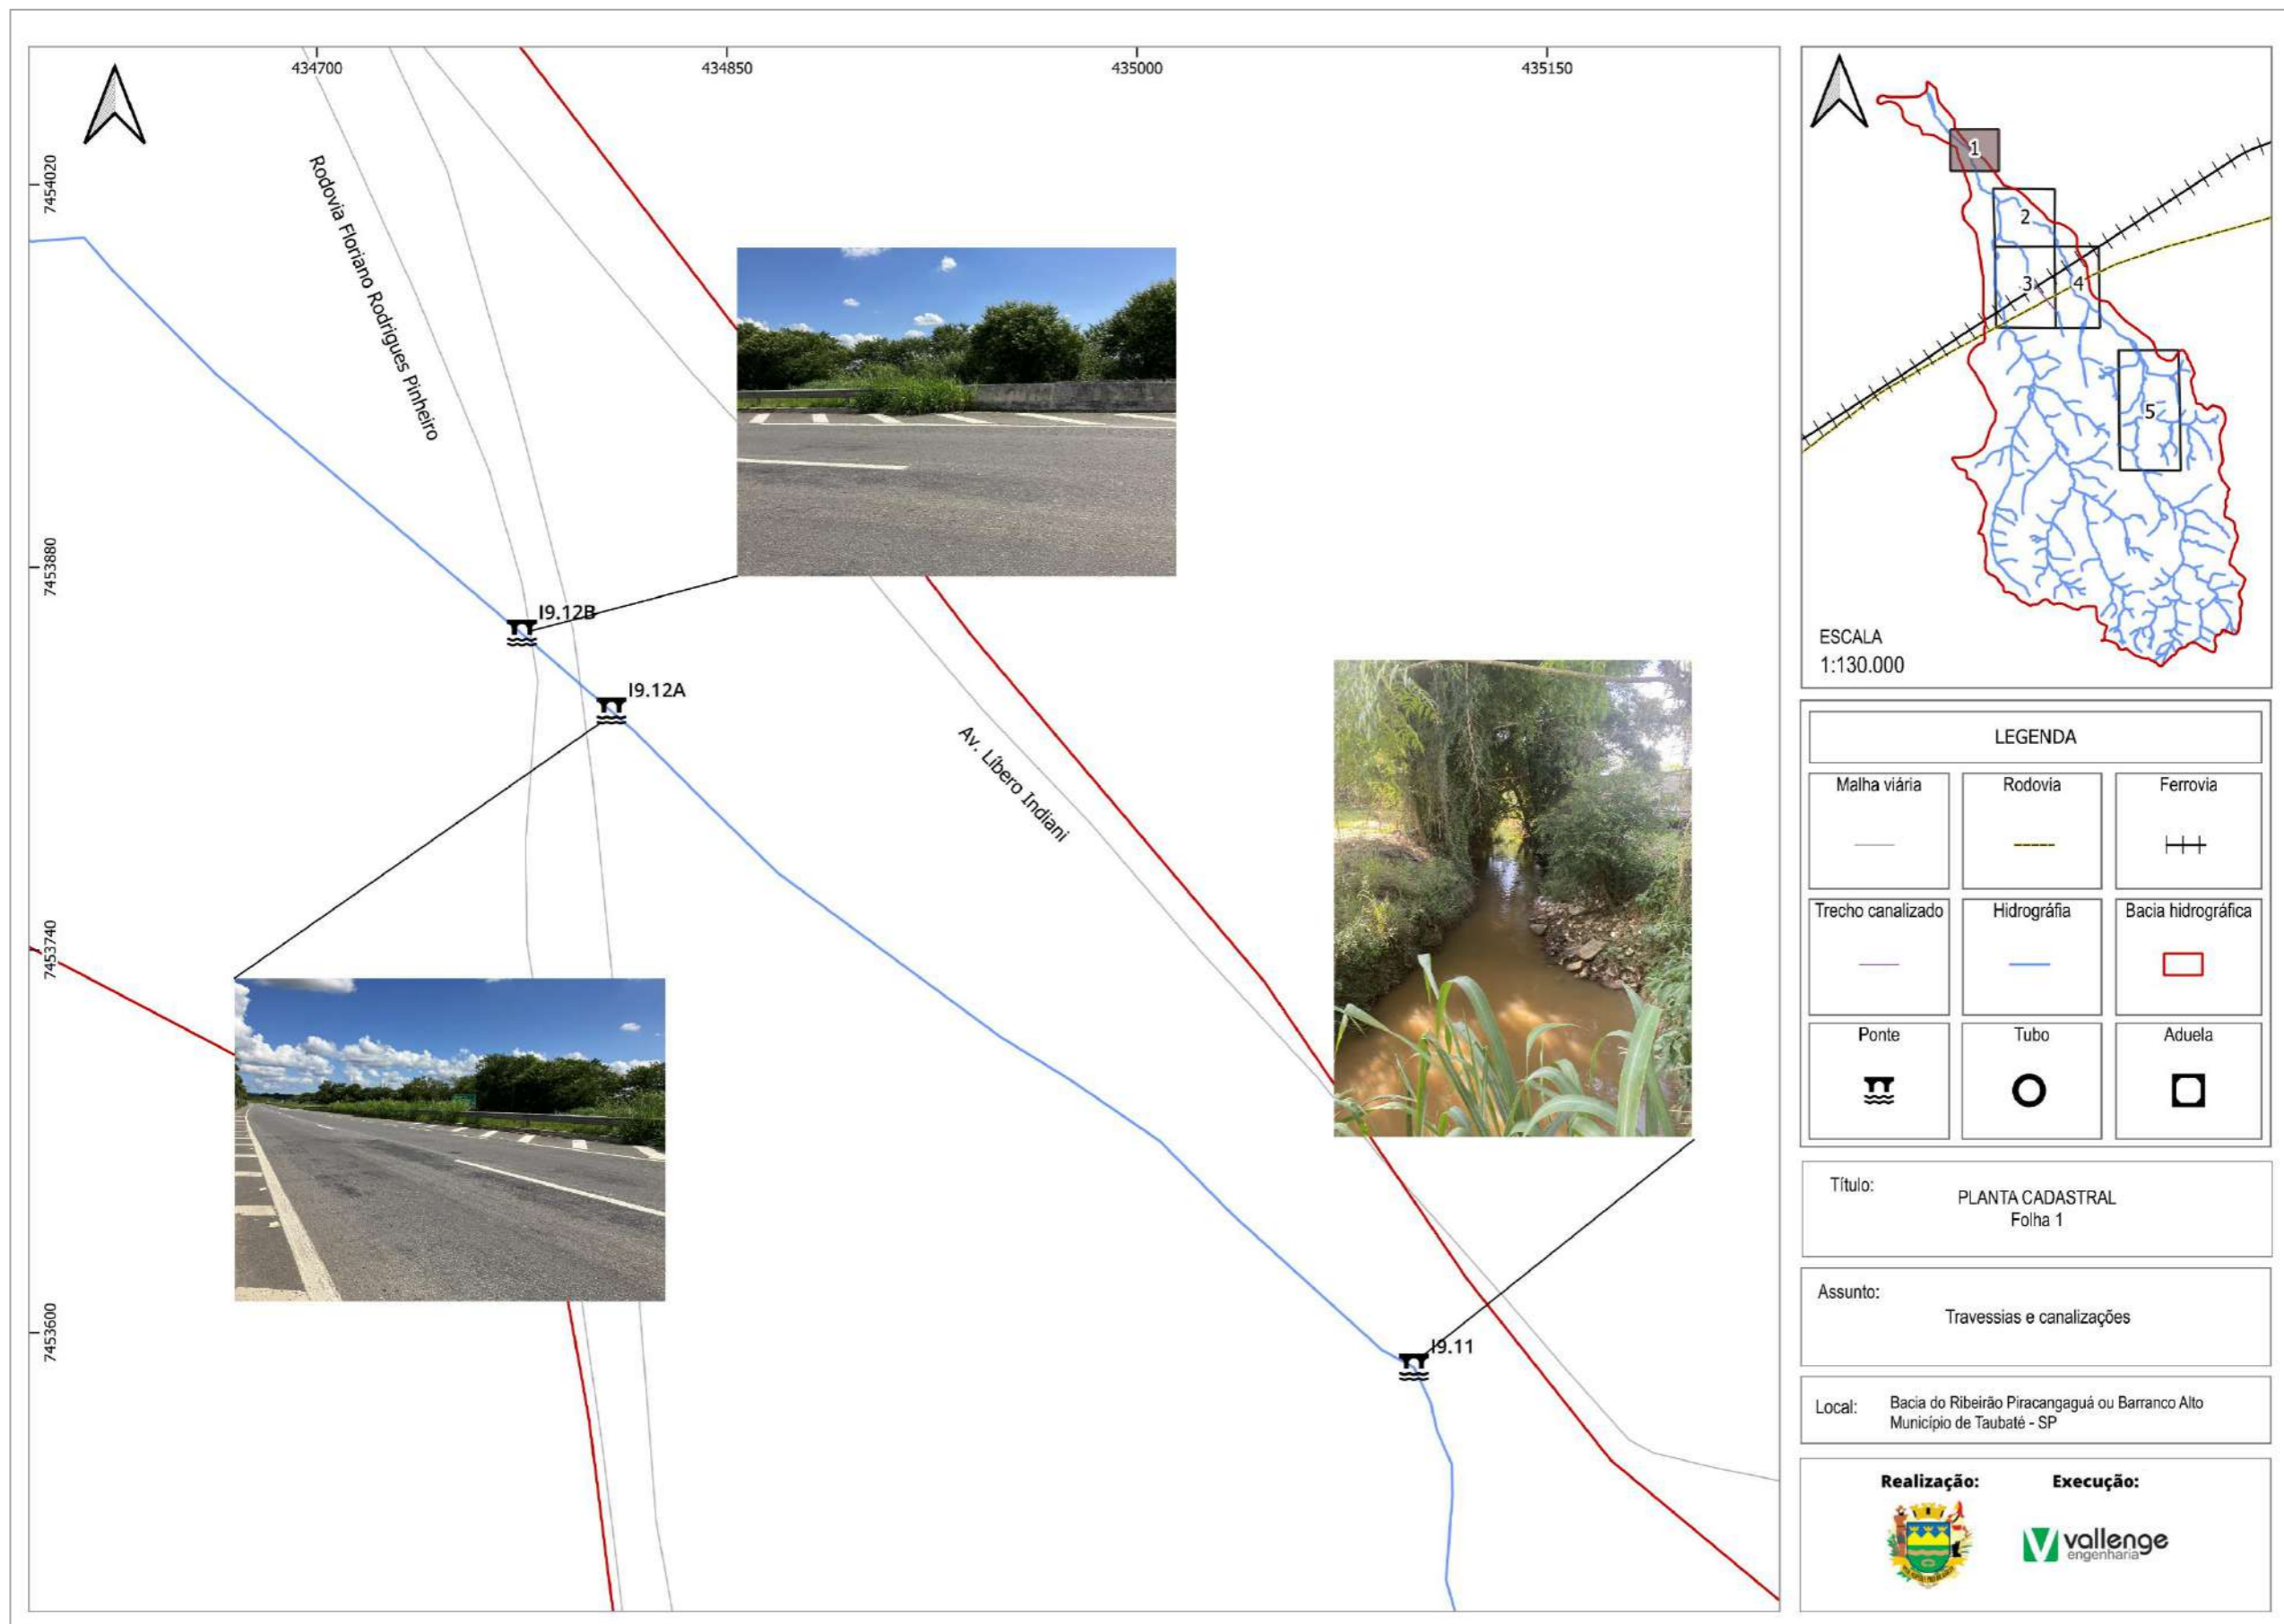 434700
434850
435000
435150
7454020
7453880
7453740
7453600
Rodovia Floriano Rodrigues Pinheiro
Av. Líbero Indiani
I9.12B
I9.12A
I9.11
1
2
3
4
5
ESCALA
1:130.000
LEGENDA
Malha viária
Rodovia
Ferrovia
Trecho canalizado
Hidrográfia
Bacia hidrográfica
Ponte
Tubo
Aduela
Título:
PLANTA CADASTRAL
Folha 1
Assunto:
Travessias e canalizações
Local:
Bacia do Ribeirão Piracangaguá ou Barranco Alto
Município de Taubaté - SP
Realização:
Execução:
vallenge
engenharia